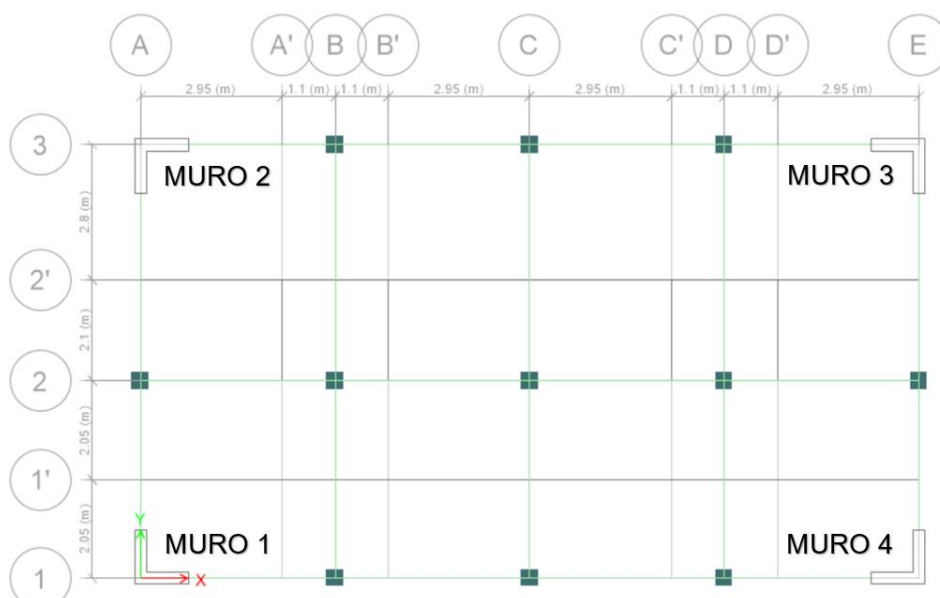 A A' B B' C C' D D' E
2.95 (m) 1.1 (m) 1.1 (m) 2.95 (m) 2.95 (m) 1.1 (m) 1.1 (m) 2.95 (m)
3
MURO 2 MURO 3
2.8 (m)
2'
2.1 (m)
2
2.05 (m)
1'
2.05 (m)
Y
MURO 1 MURO 4
1
X